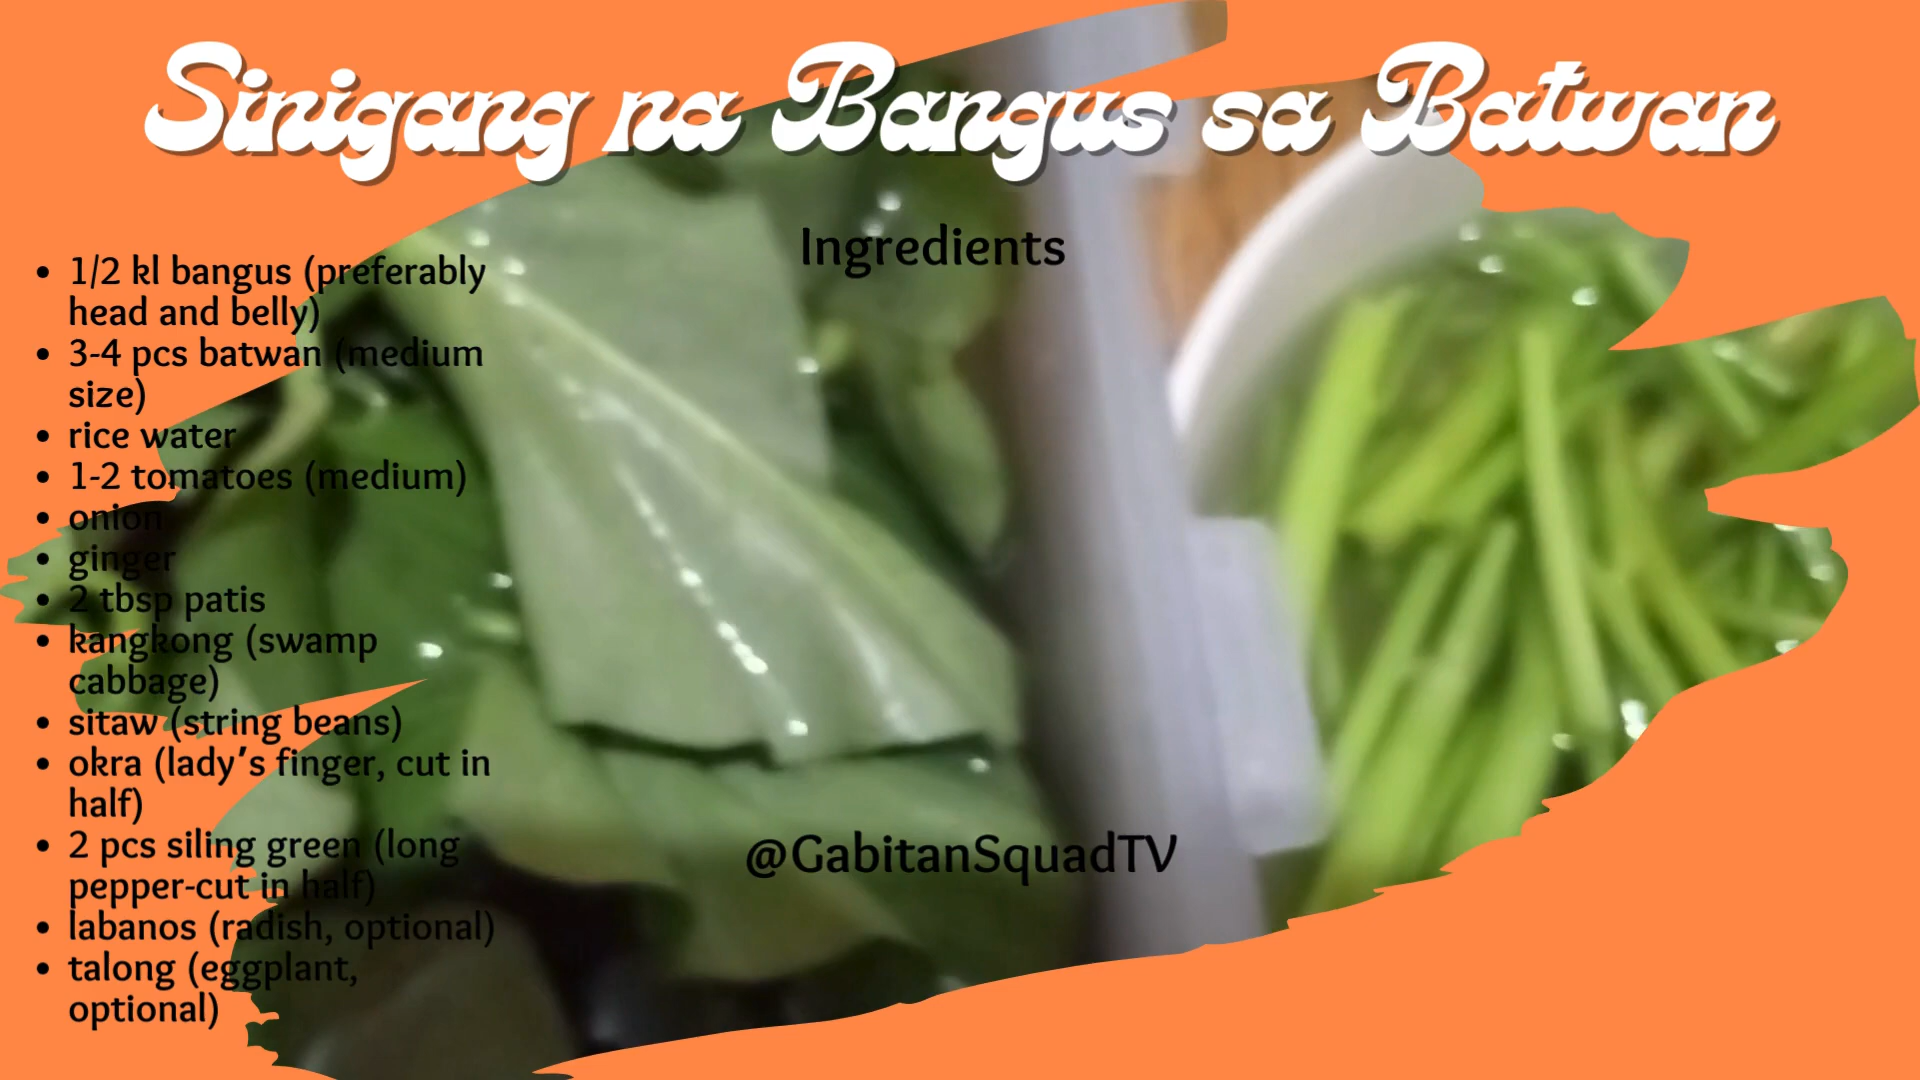 Sinigang na Bangus sa Batwan
Ingredients
• 1/2 kl bangus (preferably
head and belly)
• 3-4 pcs batwan (medium
size)
• rice water
• 1-2 tomatoes (medium)
• onion
• ginger
• 2 tbsp patis
• kangkong (swamp
cabbage)
• sitaw (string beans)
• okra (lady's finger, cut in
half)
• 2 pcs siling green (long
pepper-cut in half)
• labanos (radish, optional)
• talong (eggplant,
optional)
@GabitanSquadTV